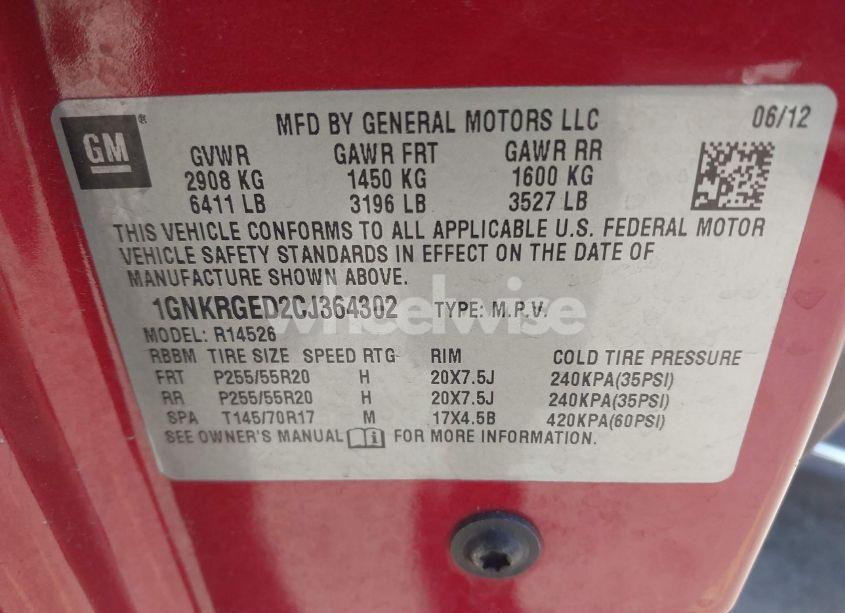 GM ®
MFD BY GENERAL MOTORS LLC 06/12
GVWR GAWR FRT GAWR RR
2908 KG 1450 KG 1600 KG
6411 LB 3196 LB 3527 LB
THIS VEHICLE CONFORMS TO ALL APPLICABLE U.S. FEDERAL MOTOR
VEHICLE SAFETY STANDARDS IN EFFECT ON THE DATE OF
MANUFACTURE SHOWN ABOVE.
1GNKRGED2CJ364302 TYPE: M.P.V.
wheelwise
MODEL: R14526
RBBM TIRE SIZE SPEED RTG RIM COLD TIRE PRESSURE
FRT P255/55R20 H 20X7.5J 240KPA(35PSI)
RR P255/55R20 H 20X7.5J 240KPA(35PSI)
SPA T145/70R17 M 17X4.5B 420KPA(60PSI)
SEE OWNER'S MANUAL FOR MORE INFORMATION.